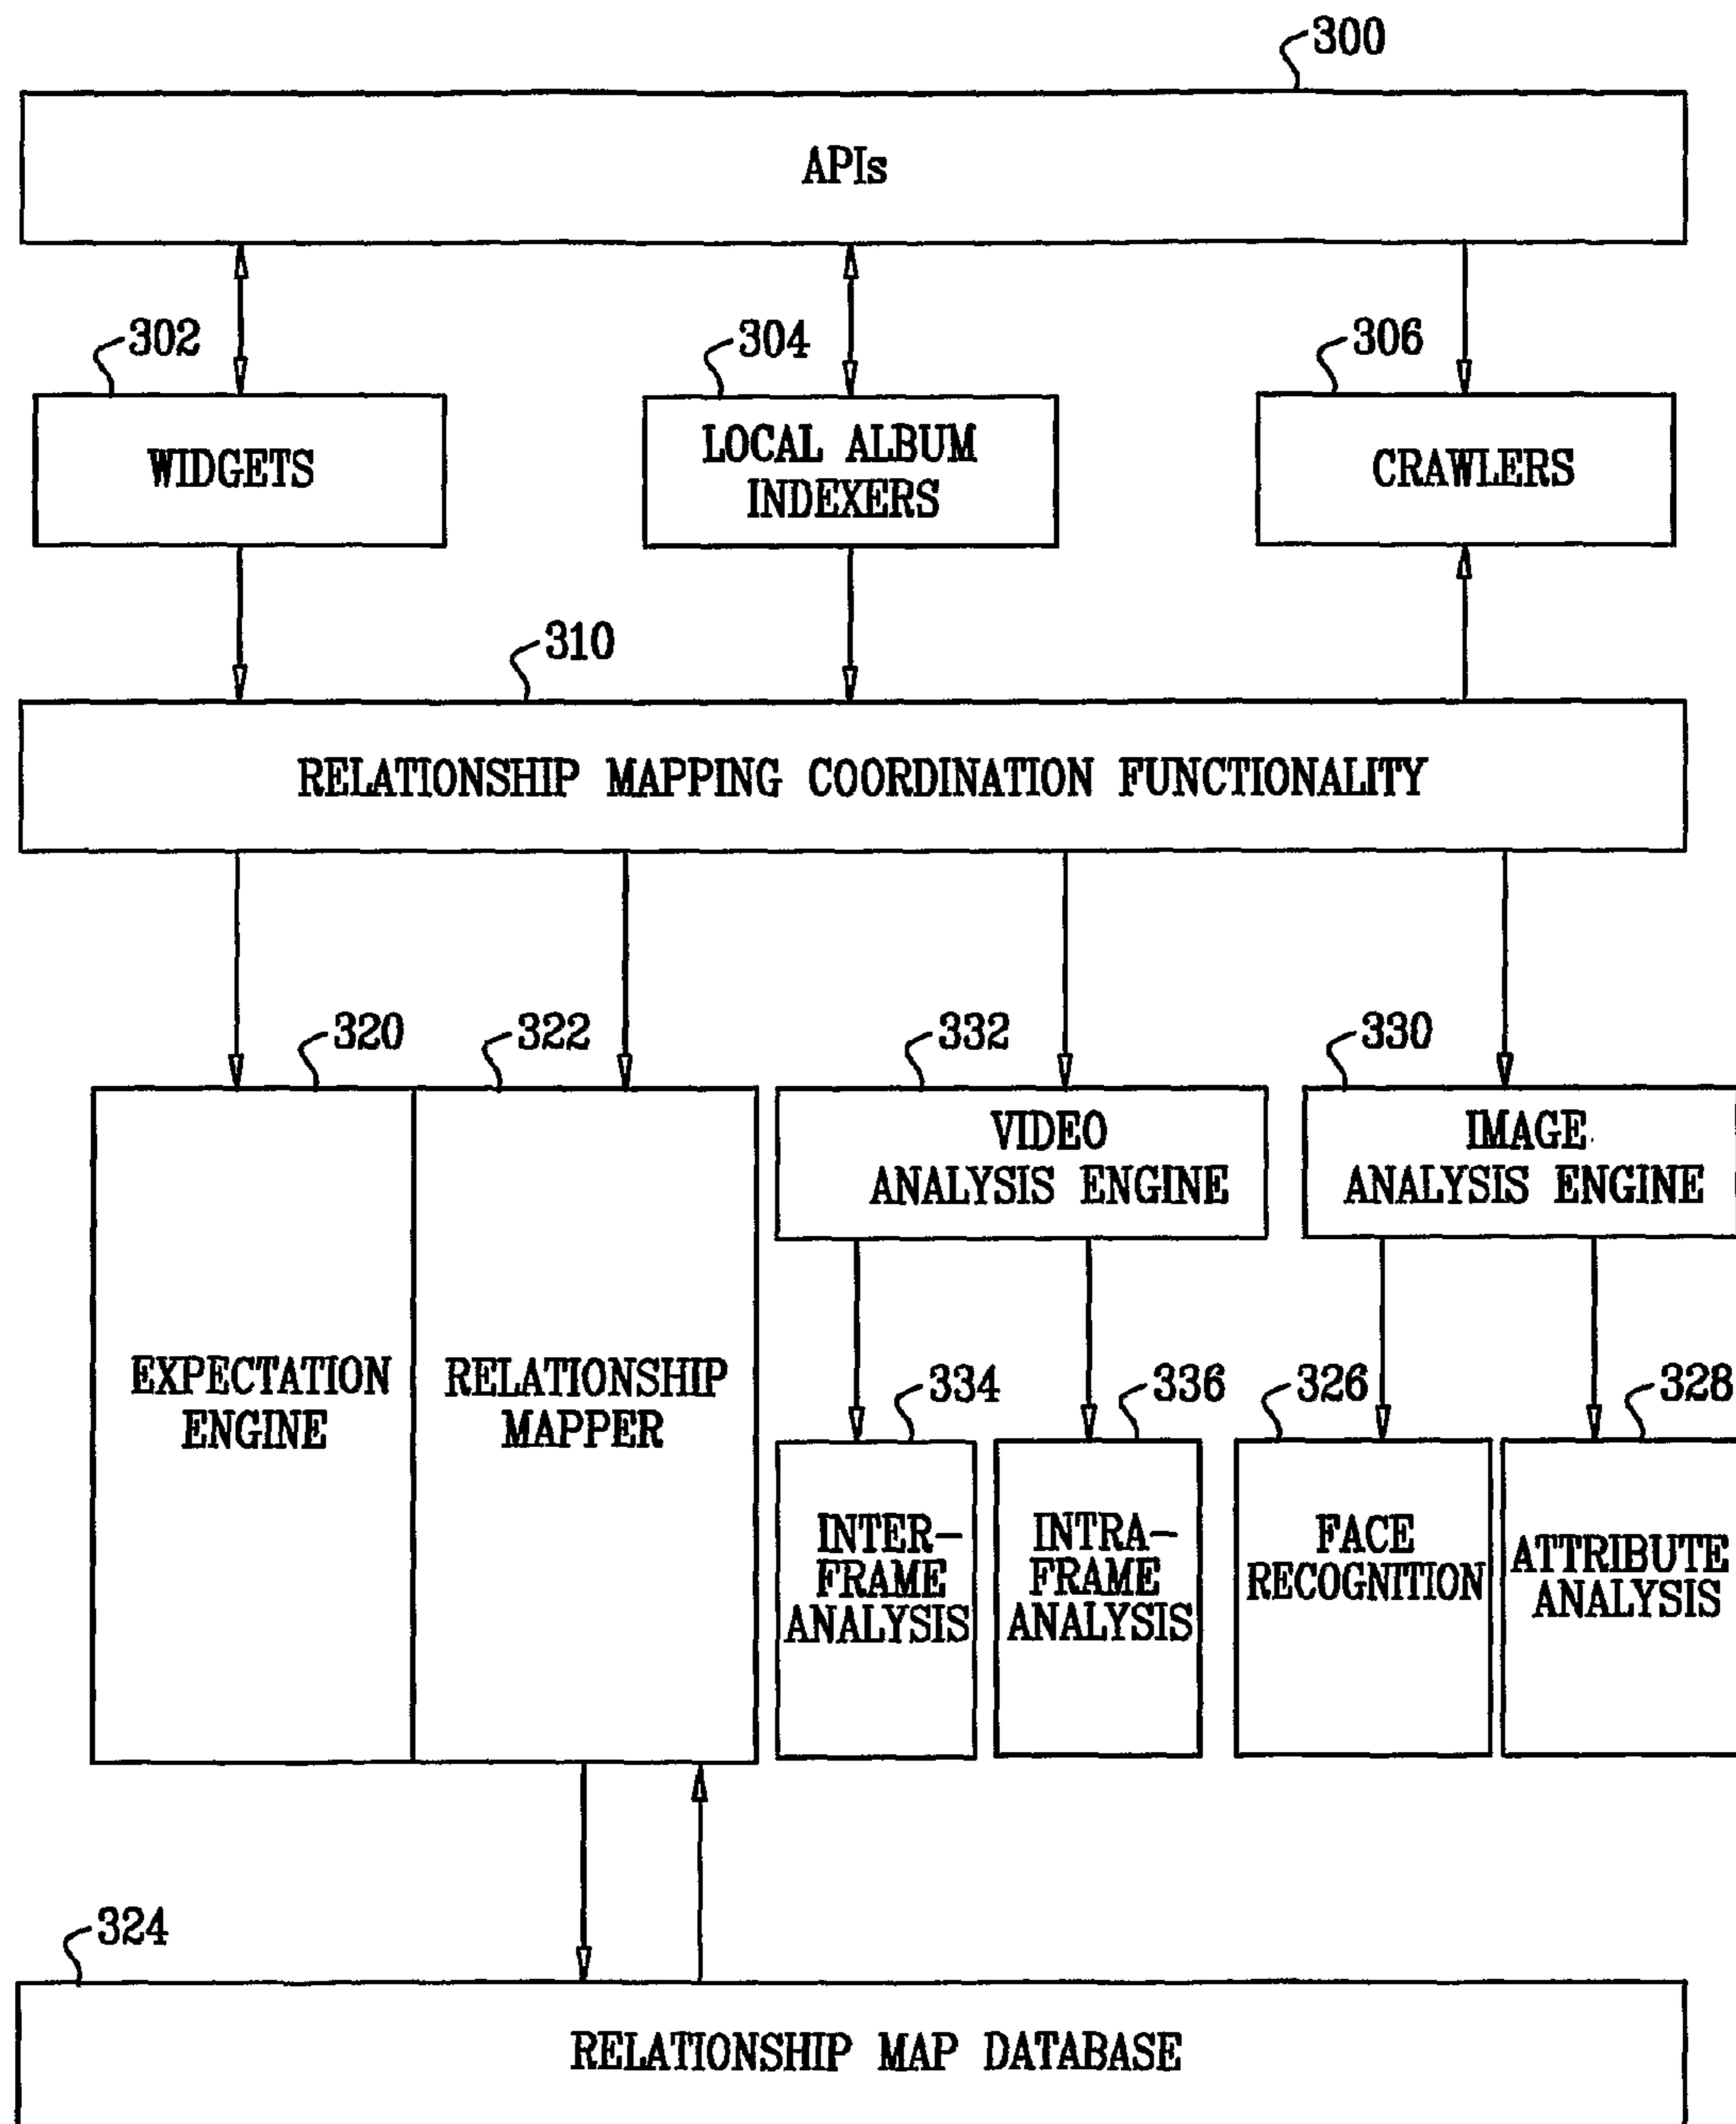 300
APIs
302
304
306
WIDGETS
LOCAL ALBUM
INDEXERS
CRAWLERS
310
RELATIONSHIP MAPPING COORDINATION FUNCTIONALITY
320
322
332
330
VIDEO
ANALYSIS ENGINE
IMAGE
ANALYSIS ENGINE
EXPECTATION
ENGINE
RELATIONSHIP
MAPPER
334
336
326
328
INTER-
FRAME
ANALYSIS
INTRA-
FRAME
ANALYSIS
FACE
RECOGNITION
ATTRIBUTE
ANALYSIS
324
RELATIONSHIP MAP DATABASE